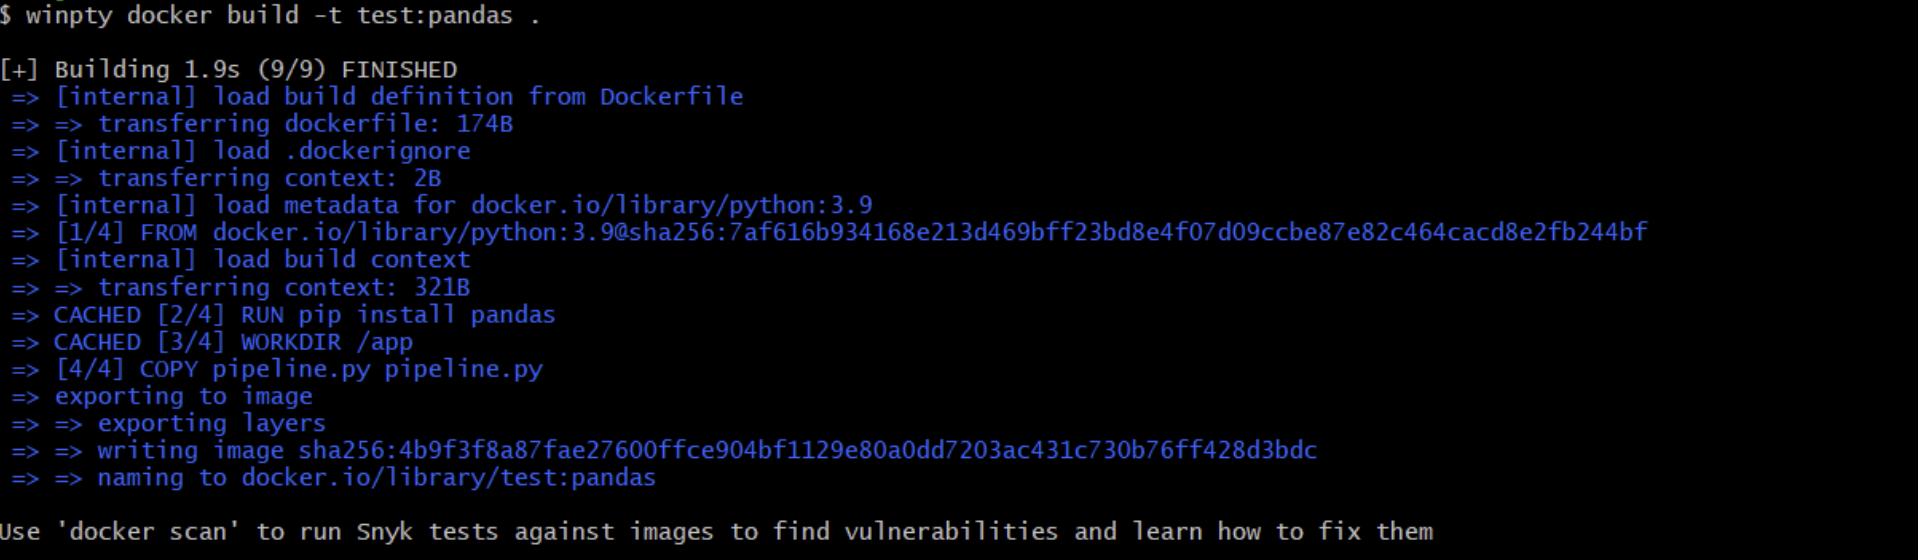 $ winpty docker build -t test:pandas .
[+] Building 1.9s (9/9) FINISHED
=> [internal] load build definition from Dockerfile
=> => transferring dockerfile: 174B
=> [internal] load .dockerignore
=> => transferring context: 2B
=> [internal] load metadata for docker.io/library/python:3.9
=> [1/4] FROM docker.io/library/python:3.9@sha256:7af616b934168e213d469bff23bd8e4f07d09ccbe87e82c464cacd8e2fb244bf
=> [internal] load build context
=> => transferring context: 321B
=> CACHED [2/4] RUN pip install pandas
=> CACHED [3/4] WORKDIR /app
=> [4/4] COPY pipeline.py pipeline.py
=> exporting to image
=> => exporting layers
=> => writing image sha256:4b9f3f8a87fae27600ffce904bf1129e80a0dd7203ac431c730b76ff428d3bdc
=> => naming to docker.io/library/test:pandas
Use 'docker scan' to run Snyk tests against images to find vulnerabilities and learn how to fix them